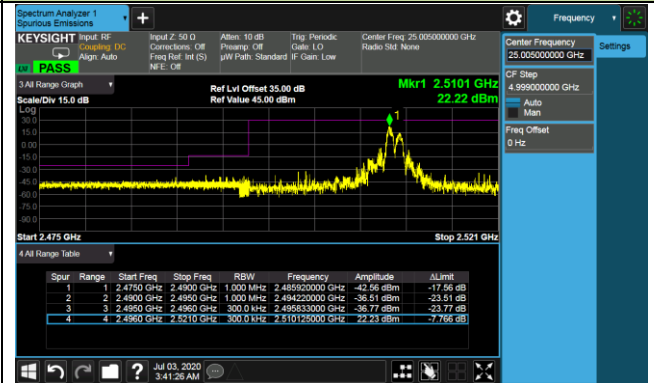 Spectrum Analyzer 1
Spurious Emissions
Frequency
KEYSIGHT
Input: RF
Coupling: DC
Align: Auto
Input Z: 50 Ω
Corrections: Off
Freq Ref: Int (S)
NFE: Off
Atten: 10 dB
Preamp: Off
µW Path: Standard
Trig: Periodic
Gate: LO
IF Gain: Low
Center Freq: 25.005000000 GHz
Radio Std: None
PASS
Center Frequency
25.005000000 GHz
Settings
CF Step
4.999000000 GHz
Auto
Man
Freq Offset
0 Hz
3 All Range Graph
Scale/Div 15.0 dB
Ref Lvl Offset 35.00 dB
Ref Value 45.00 dBm
Mkr1 2.5101 GHz
22.22 dBm
Log
30.0
15.0
0.00
-15.0
-30.0
-45.0
-60.0
-75.0
-90.0
1
Start 2.475 GHz
Stop 2.521 GHz
4 All Range Table
Spur Range Start Freq Stop Freq RBW Frequency Amplitude ΔLimit
1 1 2.4750 GHz 2.4900 GHz 1.000 MHz 2.485920000 GHz -42.56 dBm -17.56 dB
2 2 2.4900 GHz 2.4950 GHz 1.000 MHz 2.494220000 GHz -36.51 dBm -23.51 dB
3 3 2.4950 GHz 2.4960 GHz 300.0 kHz 2.495833000 GHz -36.77 dBm -23.77 dB
4 4 2.4960 GHz 2.5210 GHz 300.0 kHz 2.510125000 GHz 22.23 dBm -7.766 dB
Jul 03, 2020
3:41:26 AM